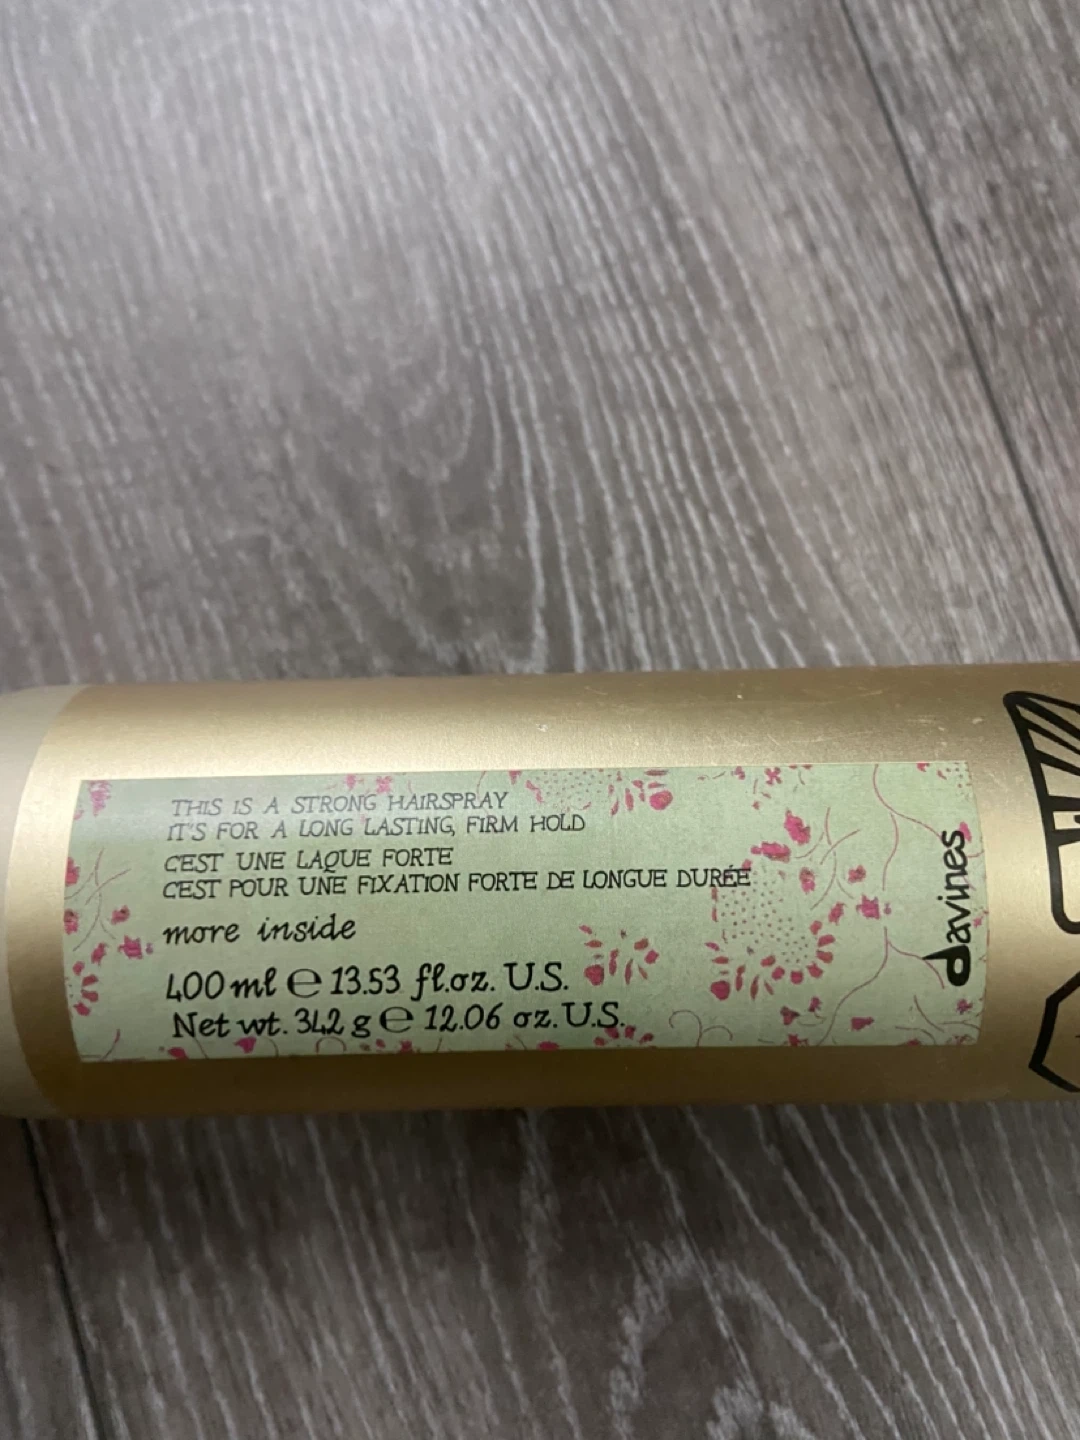 THIS IS A STRONG HAIRSPRAY
IT'S FOR A LONG LASTING, FIRM HOLD
C'EST UNE LAQUE FORTE
C'EST POUR UNE FIXATION FORTE DE LONGUE DURÉE
more inside
400 ml ℮ 13.53 fl.oz. U.S.
Net wt. 342 g ℮ 12.06 oz. U.S.
davines